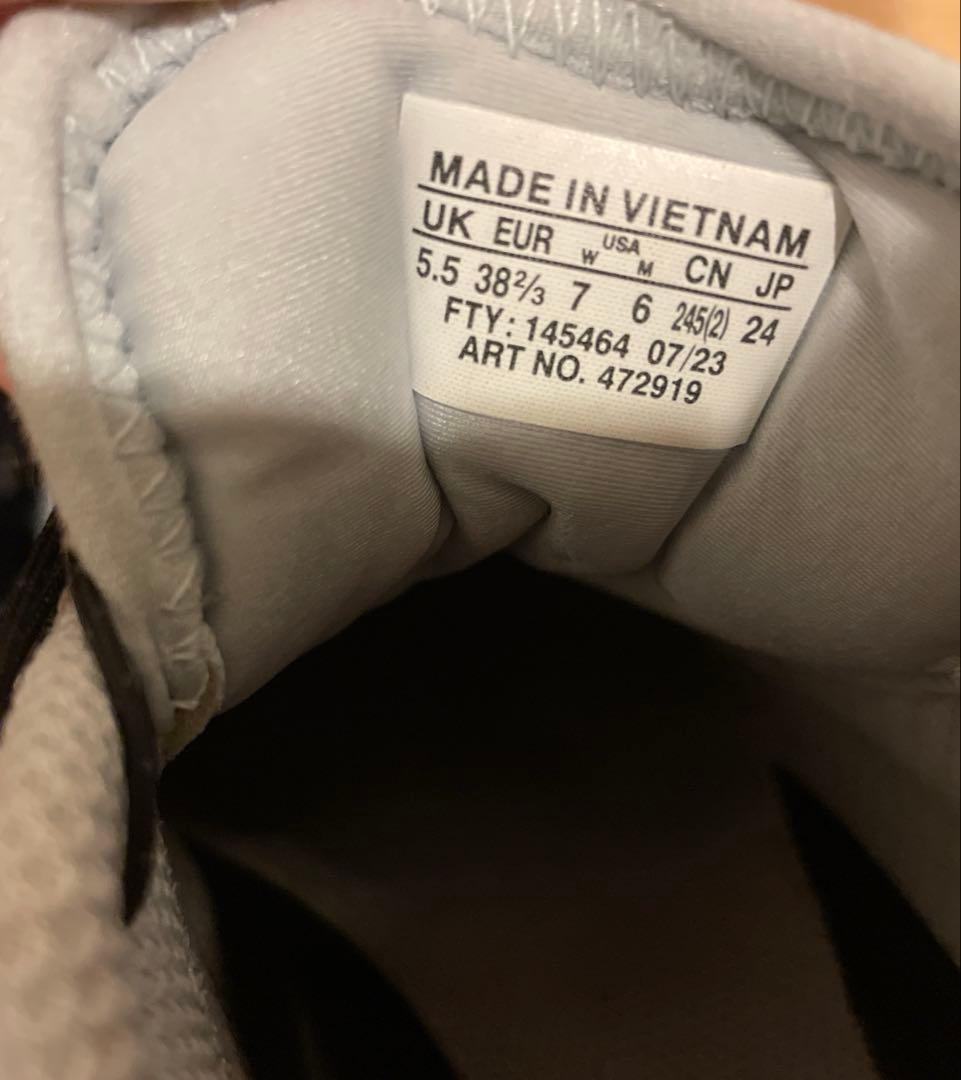 MADE IN VIETNAM
UK EUR W USA M CN JP
5.5 38⅔ 7 6 245(2) 24
FTY: 145464 07/23
ART NO. 472919